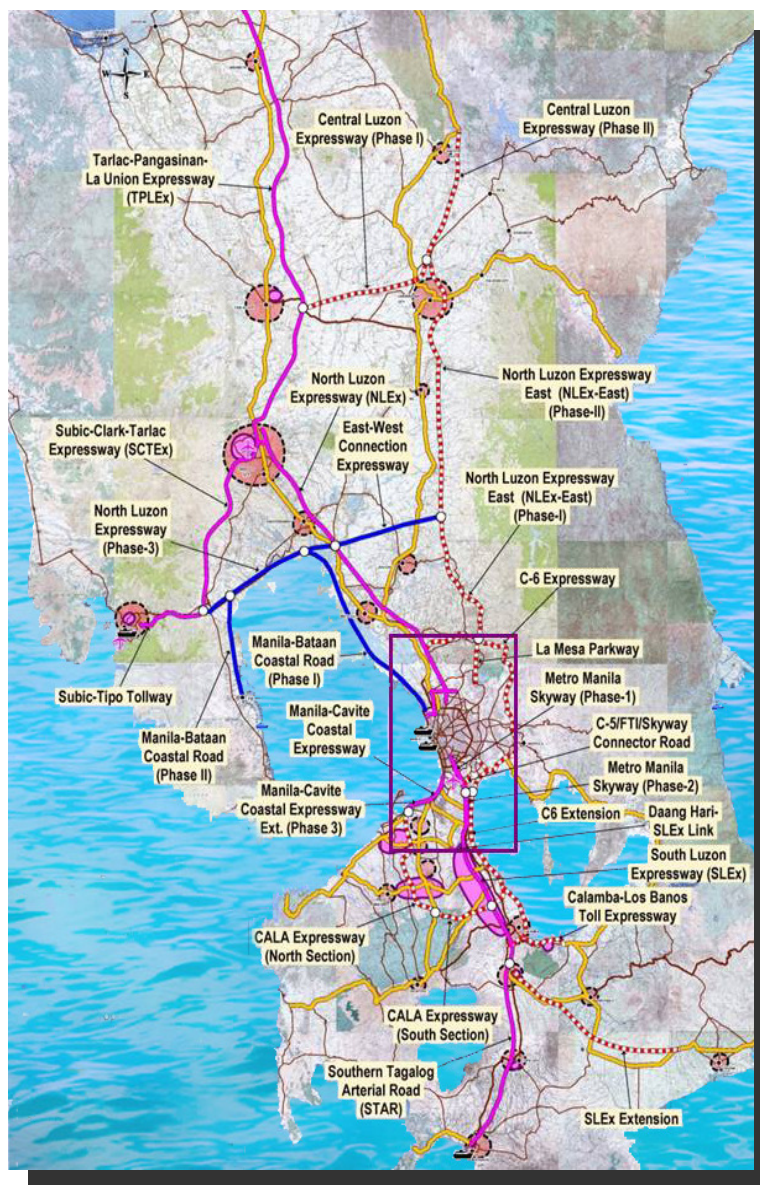 N
W
E
S
Central Luzon
Expressway (Phase I)
Central Luzon
Expressway (Phase II)
Tarlac-Pangasinan-
La Union Expressway
(TPLEx)
North Luzon
Expressway (NLEx)
North Luzon Expressway
East (NLEx-East)
(Phase-II)
Subic-Clark-Tarlac
Expressway (SCTEx)
East-West
Connection
Expressway
North Luzon Expressway
East (NLEx-East)
(Phase-I)
North Luzon
Expressway
(Phase-3)
C-6 Expressway
La Mesa Parkway
Manila-Bataan
Coastal Road
(Phase I)
Metro Manila
Skyway (Phase-1)
Subic-Tipo Tollway
Manila-Cavite
Coastal
Expressway
C-5/FTI/Skyway
Connector Road
Manila-Bataan
Coastal Road
(Phase II)
Metro Manila
Skyway (Phase-2)
Manila-Cavite
Coastal Expressway
Ext. (Phase 3)
C6 Extension
Daang Hari-
SLEx Link
South Luzon
Expressway (SLEx)
Calamba-Los Banos
Toll Expressway
CALA Expressway
(North Section)
CALA Expressway
(South Section)
Southern Tagalog
Arterial Road
(STAR)
SLEx Extension